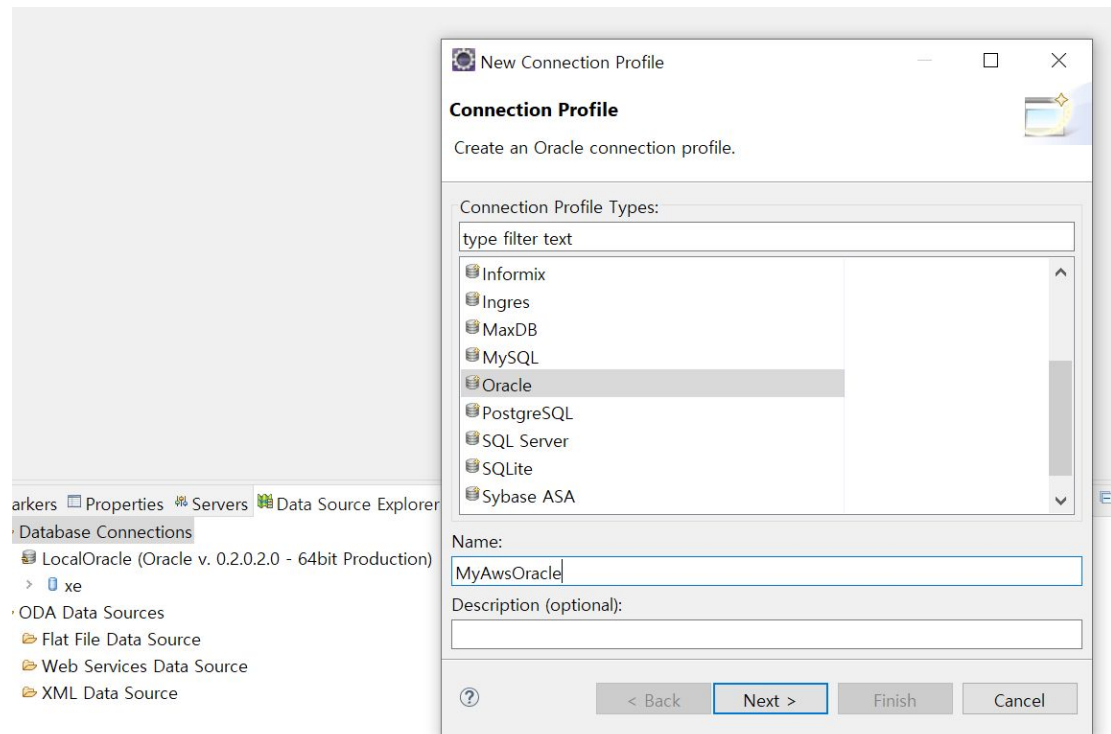 New Connection Profile
Connection Profile
Create an Oracle connection profile.
Connection Profile Types:
type filter text
Informix
Ingres
MaxDB
MySQL
Oracle
PostgreSQL
SQL Server
SQLite
Sybase ASA
Name:
MyAwsOracle
Description (optional):
< Back Next > Finish Cancel
arkers Properties Servers Data Source Explorer
Database Connections
LocalOracle (Oracle v. 0.2.0.2.0 - 64bit Production)
xe
ODA Data Sources
Flat File Data Source
Web Services Data Source
XML Data Source